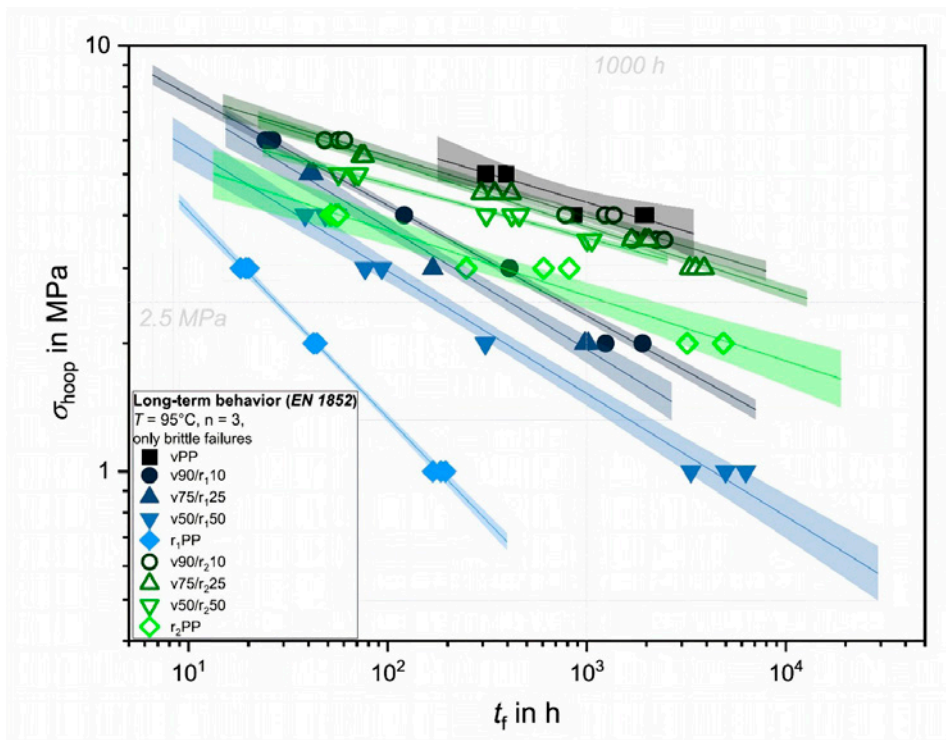 10
1000 h
2.5 MPa
σhoop in MPa
1
Long-term behavior (EN 1852)
T = 95°C, n = 3,
only brittle failures
vPP
v90/r₁10
v75/r₁25
v50/r₁50
r₁PP
v90/r₂10
v75/r₂25
v50/r₂50
r₂PP
10¹
10²
10³
10⁴
tf in h